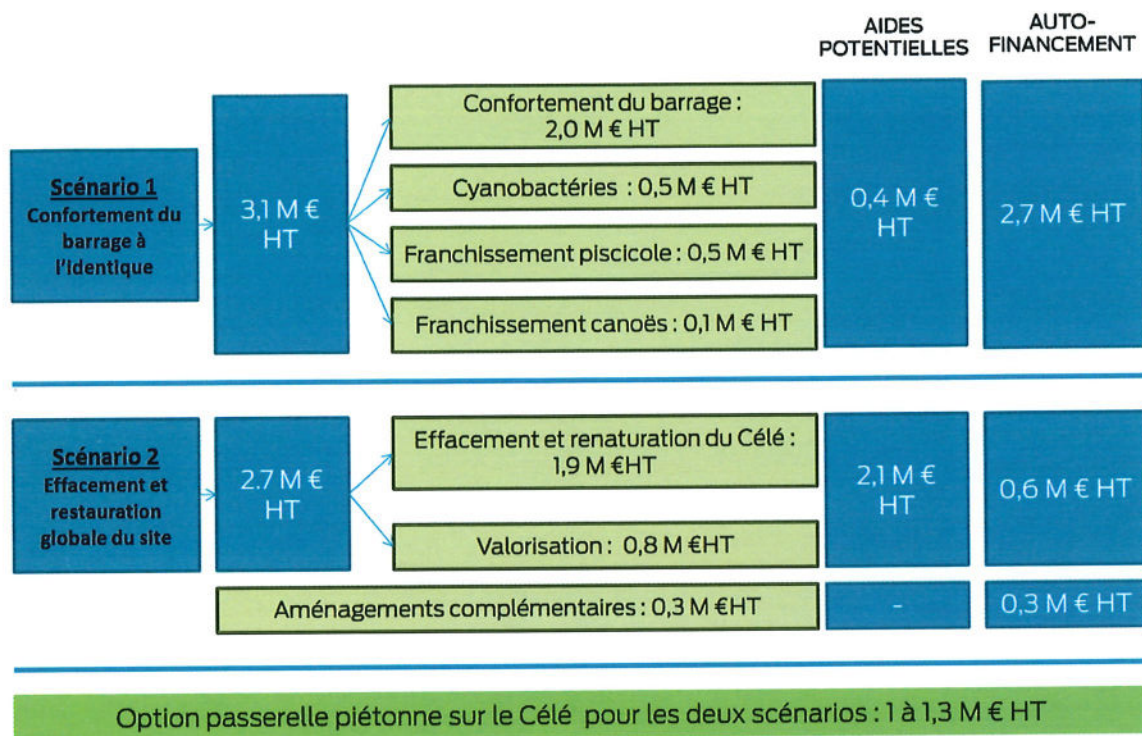 AIDES
POTENTIELLES
AUTO-
FINANCEMENT
Scénario 1
Confortement du
barrage à
l'identique
3,1 M €
HT
Confortement du barrage :
2,0 M € HT
Cyanobactéries : 0,5 M € HT
Franchissement piscicole : 0,5 M € HT
Franchissement canoës : 0,1 M € HT
0,4 M €
HT
2,7 M € HT
Scénario 2
Effacement et
restauration
globale du site
2.7 M €
HT
Effacement et renaturation du Célé :
1,9 M €HT
Valorisation : 0,8 M €HT
2,1 M €
HT
0,6 M € HT
Aménagements complémentaires : 0,3 M €HT
-
0,3 M € HT
Option passerelle piétonne sur le Célé pour les deux scénarios : 1 à 1,3 M € HT